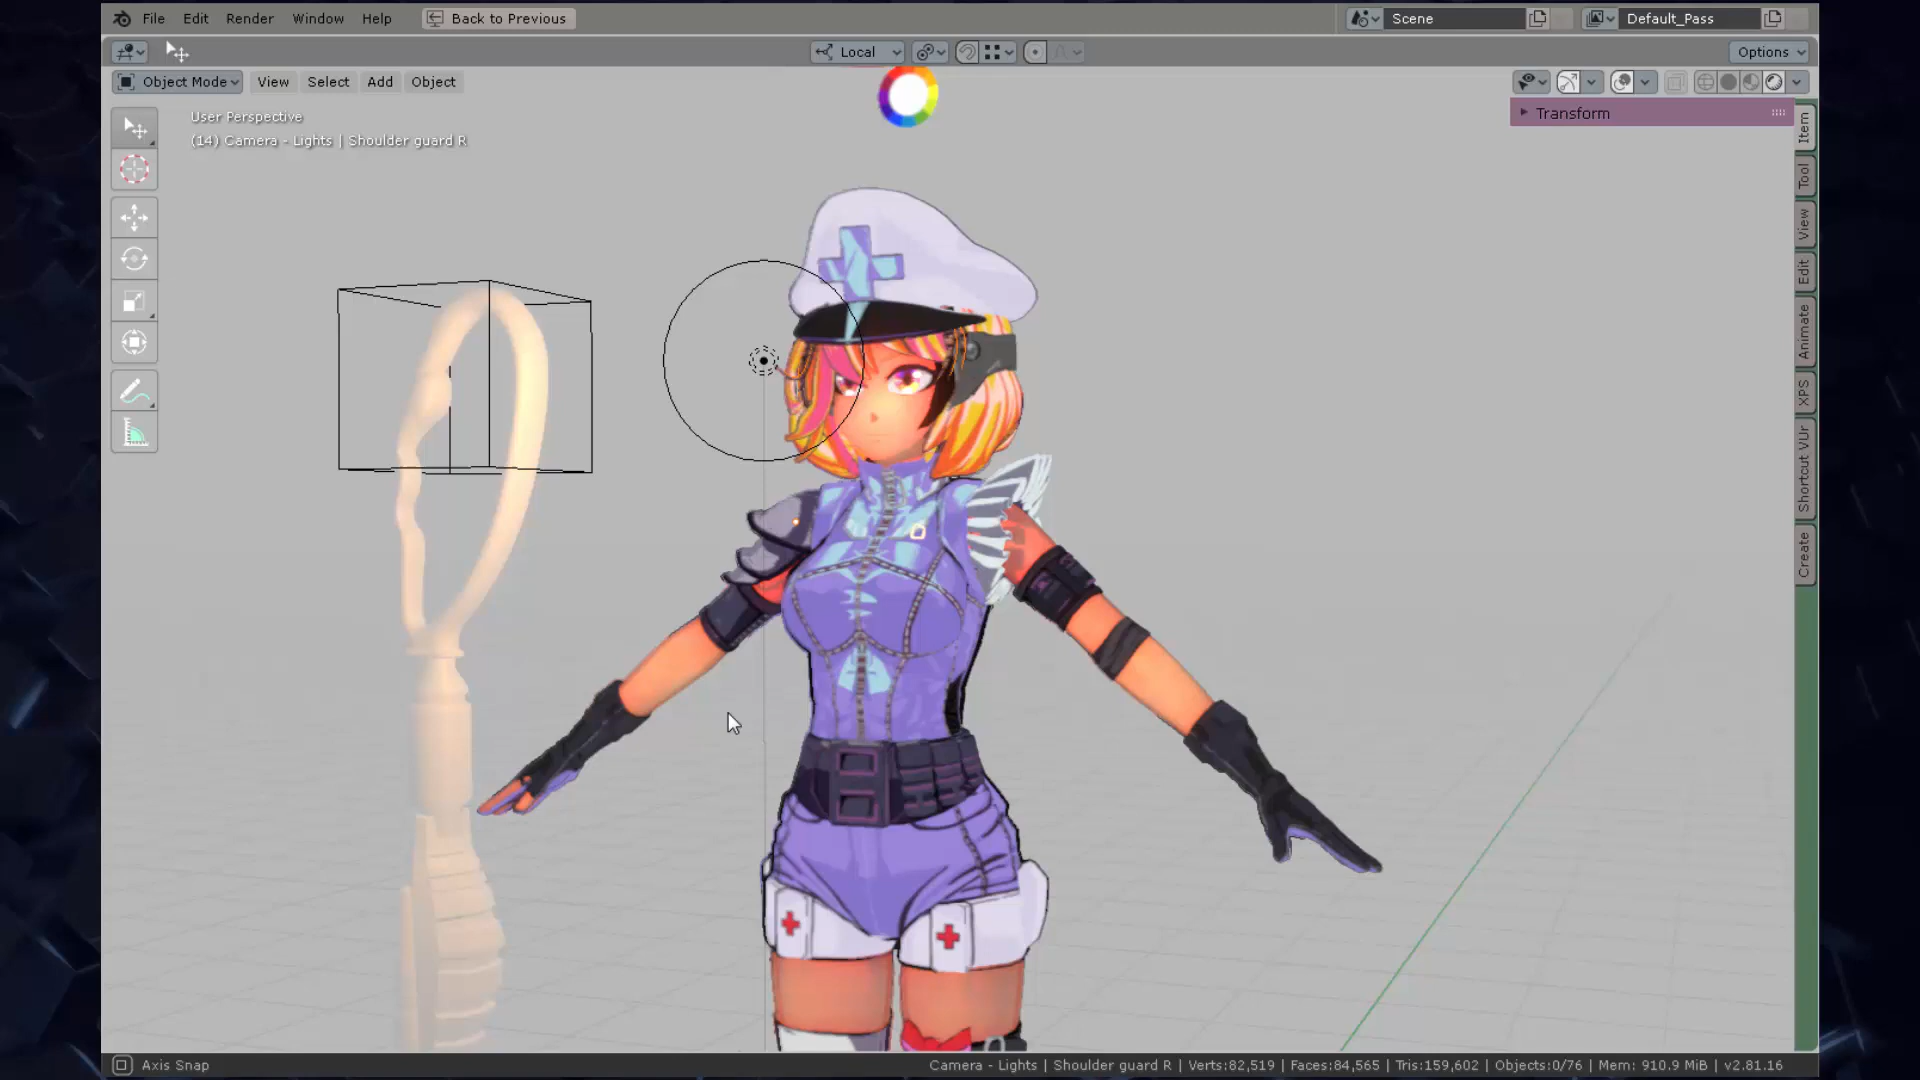 File Edit Render Window Help Back to Previous Scene Default_Pass
Local Options
Object Mode View Select Add Object
User Perspective
(14) Camera - Lights | Shoulder guard R
Transform
Item
Tool
View
Edit
Animate
XPS
Shortcut VUr
Create
Axis Snap
Camera - Lights | Shoulder guard R | Verts:82,519 | Faces:84,565 | Tris:159,602 | Objects:0/76 | Mem: 910.9 MiB | v2.81.16